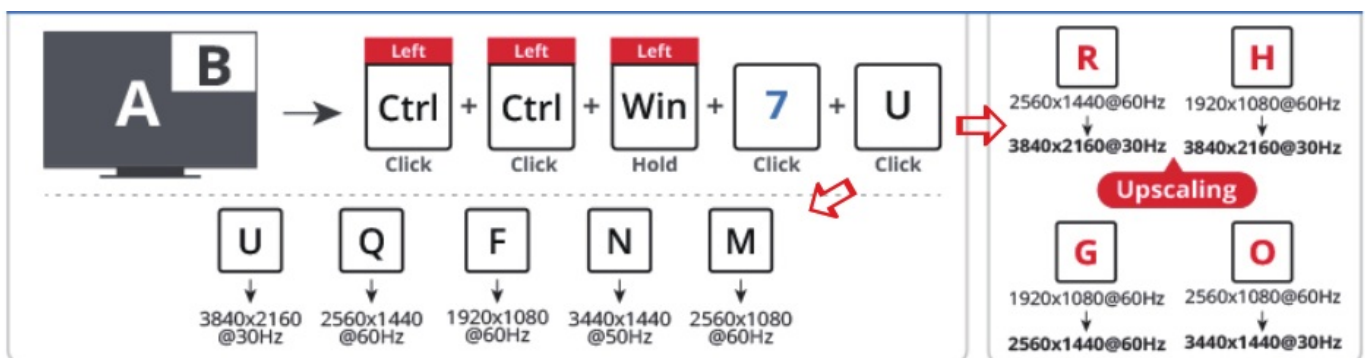 A B
Left Left Left
Ctrl + Ctrl + Win + 7 + U
Click Click Hold Click Click
U Q F N M
3840x2160 2560x1440 1920x1080 3440x1440 2560x1080
@30Hz @60Hz @60Hz @50Hz @60Hz
R H
2560x1440@60Hz 1920x1080@60Hz
3840x2160@30Hz 3840x2160@30Hz
Upscaling
G O
1920x1080@60Hz 2560x1080@60Hz
2560x1440@60Hz 3440x1440@30Hz